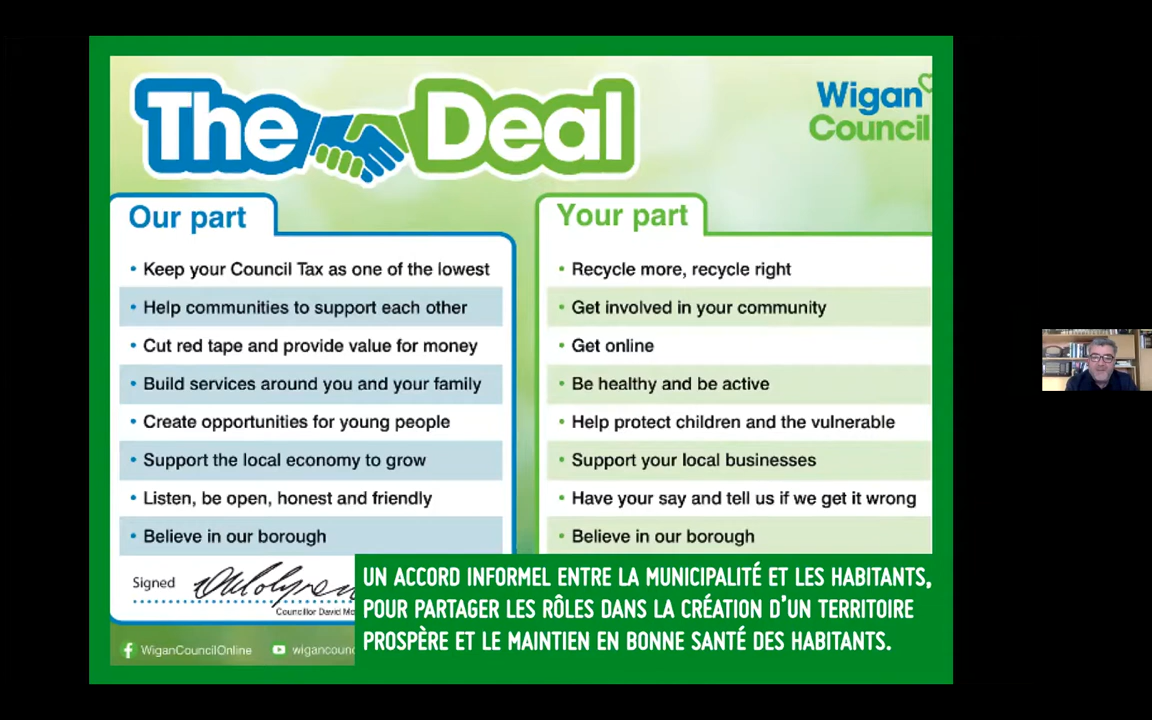 The Deal
Wigan
Council
Our part
Keep your Council Tax as one of the lowest
Help communities to support each other
Cut red tape and provide value for money
Build services around you and your family
Create opportunities for young people
Support the local economy to grow
Listen, be open, honest and friendly
Believe in our borough
Signed
Councillor David
Your part
Recycle more, recycle right
Get involved in your community
Get online
Be healthy and be active
Help protect children and the vulnerable
Support your local businesses
Have your say and tell us if we get it wrong
Believe in our borough
WiganCouncilOnline
UN ACCORD INFORMEL ENTRE LA MUNICIPALITÉ ET LES HABITANTS,
POUR PARTAGER LES RÔLES DANS LA CRÉATION D'UN TERRITOIRE
PROSPÈRE ET LE MAINTIEN EN BONNE SANTÉ DES HABITANTS.